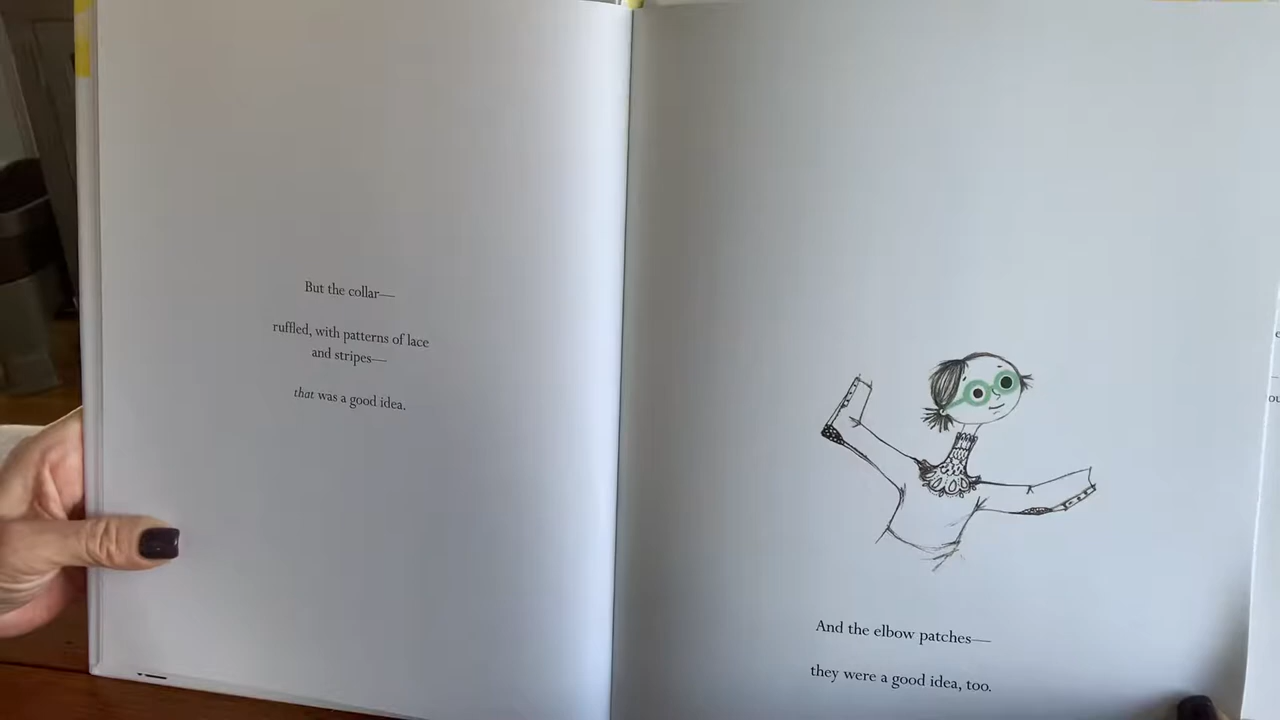 But the collar—
ruffled, with patterns of lace
and stripes—
that was a good idea.
And the elbow patches—
they were a good idea, too.